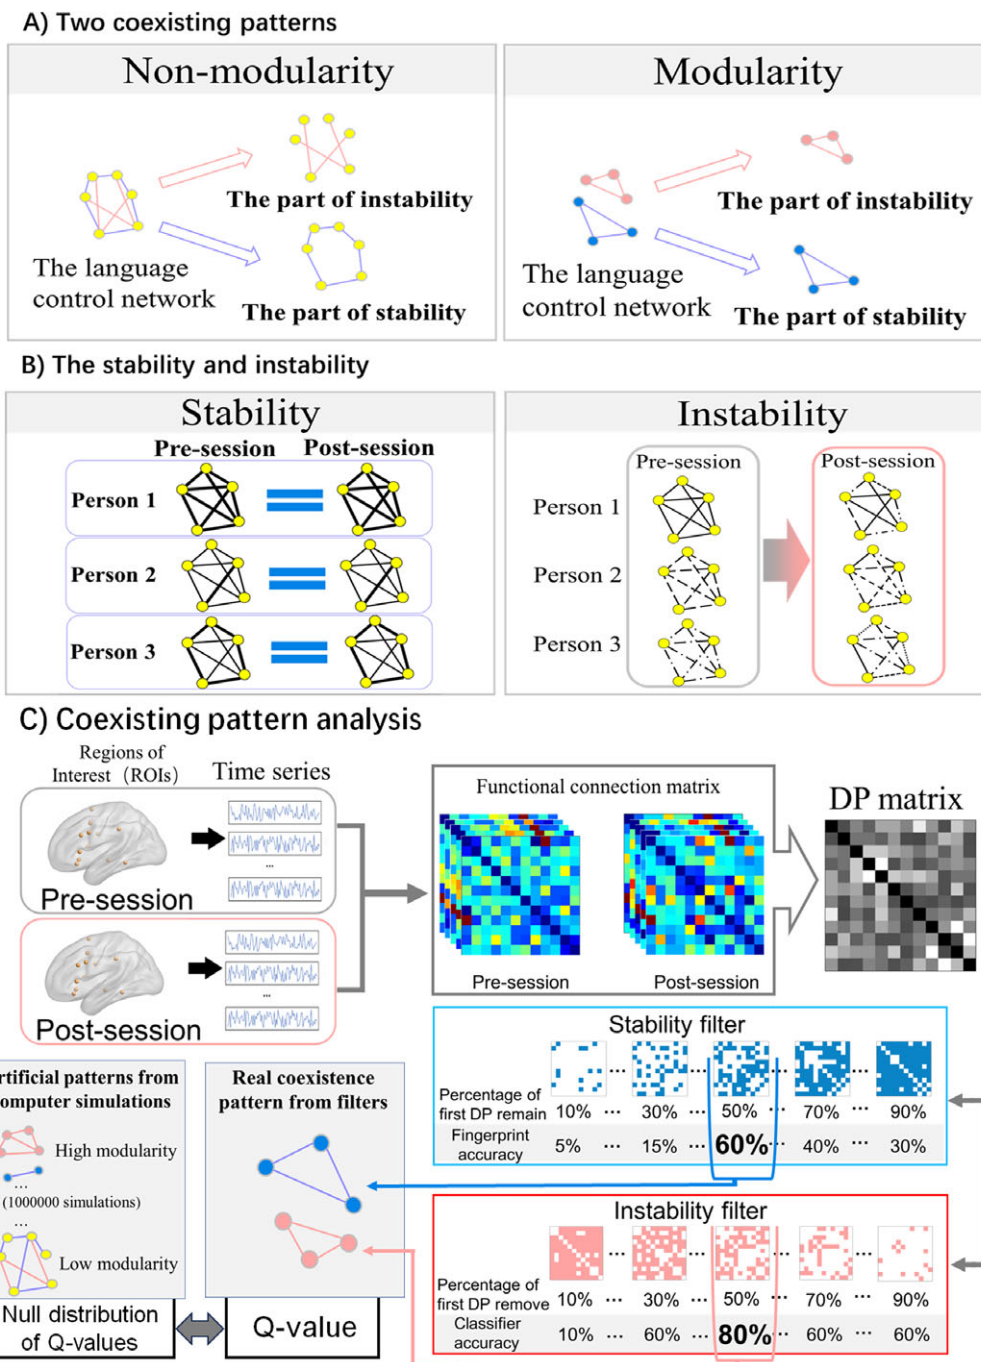 A) Two coexisting patterns
Non-modularity
The part of instability
The language
control network
The part of stability
Modularity
The part of instability
The language
control network
The part of stability
B) The stability and instability
Stability
Pre-session Post-session
Person 1
Person 2
Person 3
Instability
Pre-session Post-session
Person 1
Person 2
Person 3
C) Coexisting pattern analysis
Regions of
Interest (ROIs)
Time series
...
Pre-session
...
Post-session
Functional connection matrix
Pre-session Post-session
DP matrix
Stability filter
... ... ... ...
Percentage of
first DP remain 10% ... 30% ... 50% ... 70% ... 90%
Fingerprint
accuracy 5% ... 15% ... 60% ... 40% ... 30%
Instability filter
... ... ... ...
Percentage of
first DP remove 10% ... 30% ... 50% ... 70% ... 90%
Classifier
accuracy 10% ... 60% ... 80% ... 60% ... 60%
rtificial patterns from
omputer simulations
High modularity
...
(1000000 simulations)
...
Low modularity
Null distribution
of Q-values
Real coexistence
pattern from filters
Q-value